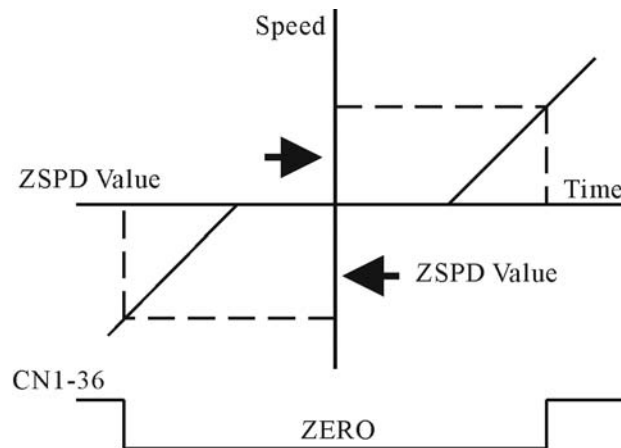 Speed
ZSPD Value
Time
ZSPD Value
CN1-36
ZERO